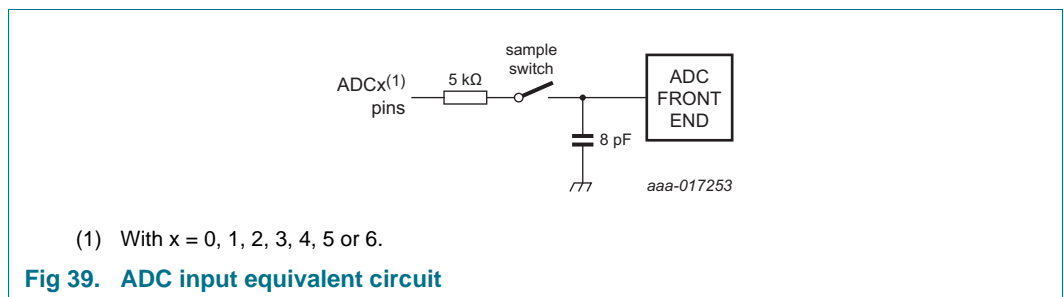 sample
switch
ADCx(1)
pins
5 kΩ
ADC
FRONT
END
8 pF
aaa-017253
(1) With x = 0, 1, 2, 3, 4, 5 or 6.
Fig 39. ADC input equivalent circuit